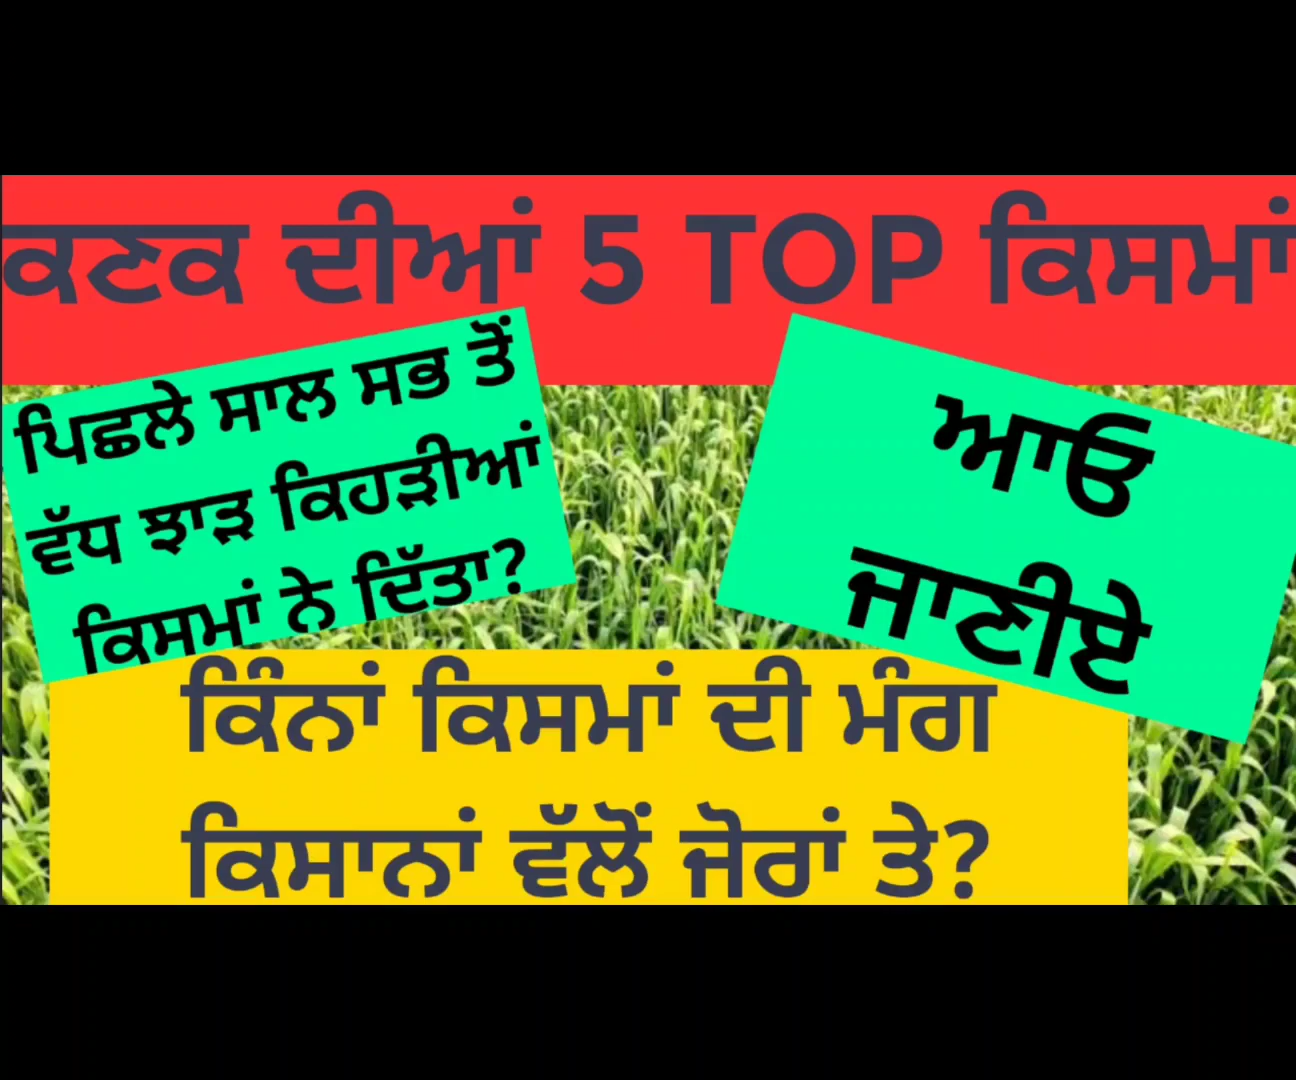 ਕਣਕ ਦੀਆਂ 5 TOP ਕਿਸਮਾਂ
ਪਿਛਲੇ ਸਾਲ ਸਭ ਤੋਂ
ਵੱਧ ਝਾੜ ਕਿਹੜੀਆਂ
ਕਿਸਮਾਂ ਨੇ ਦਿੱਤਾ?
ਆਓ
ਜਾਣੀਏ
ਕਿੰਨਾਂ ਕਿਸਮਾਂ ਦੀ ਮੰਗ
ਕਿਸਾਨਾਂ ਵੱਲੋਂ ਜੋਰਾਂ ਤੇ?